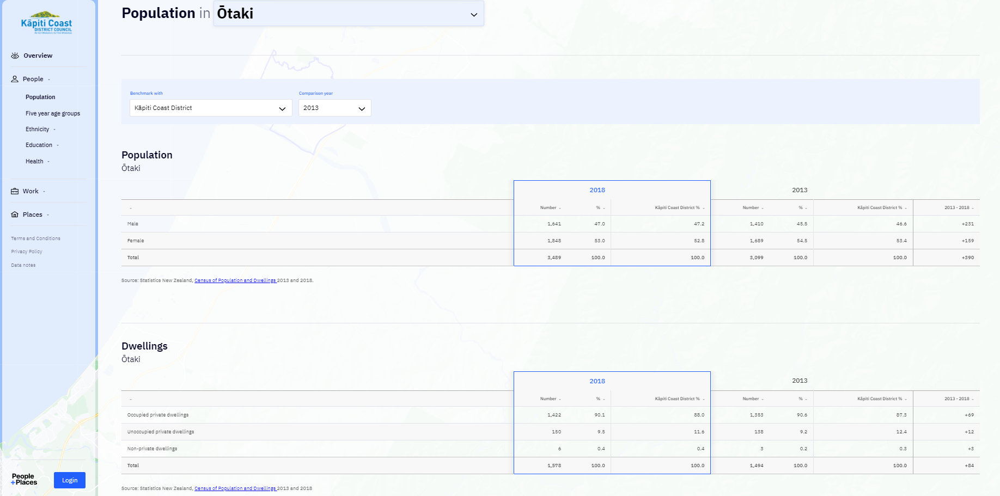 Kāpiti Coast
DISTRICT COUNCIL
Overview
People
Population
Five year age groups
Ethnicity
Education
Health
Work
Places
Terms and Conditions
Privacy Policy
Data notes
People
+Places
Login
Population in Ōtaki
Benchmark with Comparison year
Kāpiti Coast District 2013
Population
Ōtaki
2018 2013
- Number - % - Kāpiti Coast District % - Number - % - Kāpiti Coast District % - 2013 - 2018 -
Male 1,641 47.0 47.2 1,410 45.5 46.6 +231
Female 1,848 53.0 52.8 1,689 54.5 53.4 +159
Total 3,489 100.0 100.0 3,099 100.0 100.0 +390
Source: Statistics New Zealand, Census of Population and Dwellings 2013 and 2018.
Dwellings
Ōtaki
2018 2013
- Number - % - Kāpiti Coast District % - Number - % - Kāpiti Coast District % - 2013 - 2018 -
Occupied private dwellings 1,422 90.1 88.0 1,353 90.6 87.3 +69
Unoccupied private dwellings 150 9.5 11.6 138 9.2 12.4 +12
Non-private dwellings 6 0.4 0.4 3 0.2 0.3 +3
Total 1,578 100.0 100.0 1,494 100.0 100.0 +84
Source: Statistics New Zealand, Census of Population and Dwellings 2013 and 2018